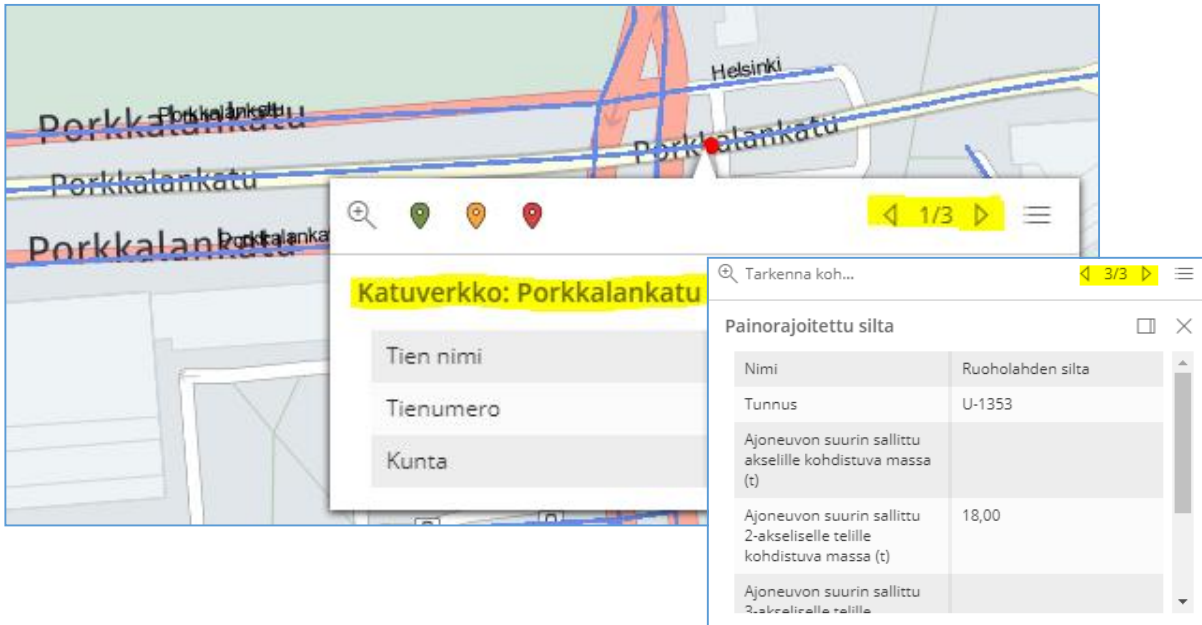 Helsinki
Porkkalankatu
Porkkalankatu
Porkkalankatu
Porkkalankatu
Porkkalankatu
1/3
Katuverkko: Porkkalankatu
Tien nimi
Tienumero
Kunta
Tarkenna koh...
3/3
Painorajoitettu silta
Nimi Ruoholahden silta
Tunnus U-1353
Ajoneuvon suurin sallittu
akselille kohdistuva massa
(t)
Ajoneuvon suurin sallittu 18,00
2-akseliselle telille
kohdistuva massa (t)
Ajoneuvon suurin sallittu
3-akseliselle telille